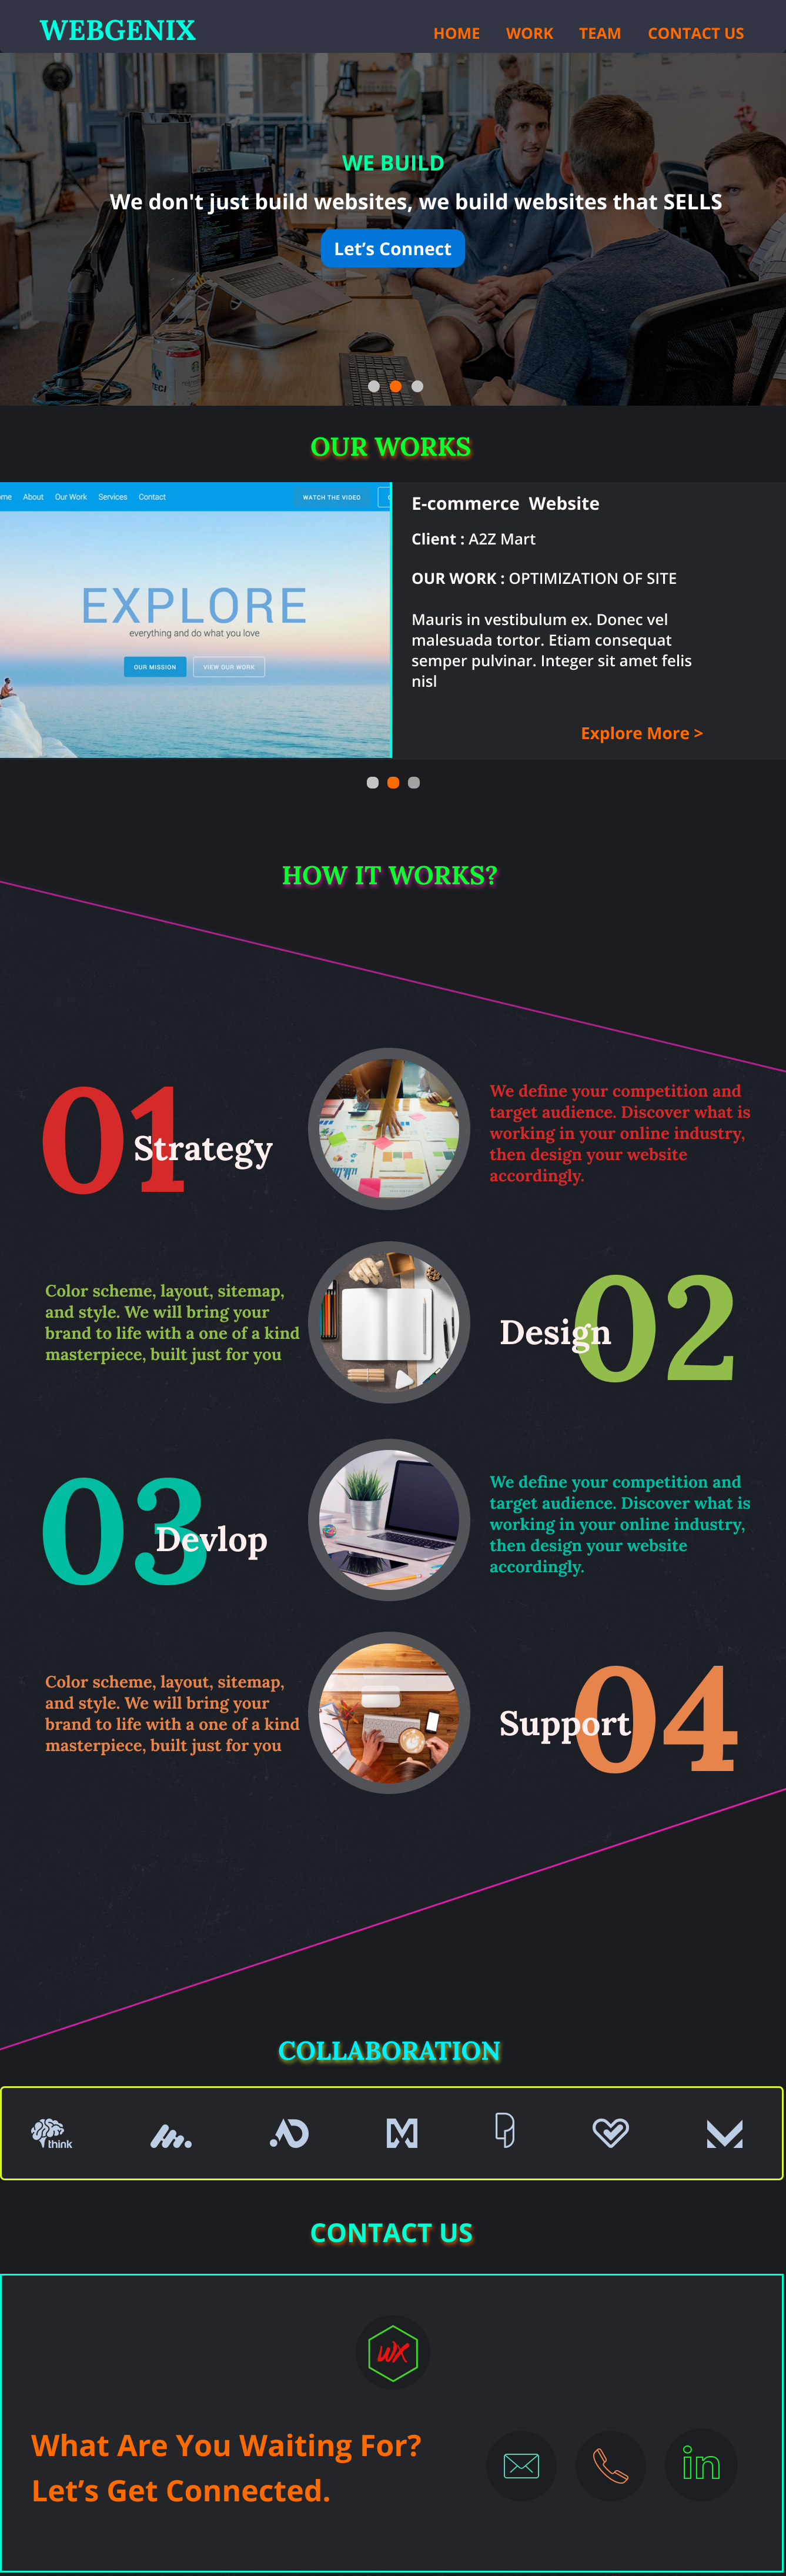 WEBGENIX
HOME WORK TEAM CONTACT US
WE BUILD
We don't just build websites, we build websites that SELLS
Let’s Connect
OUR WORKS
me About Our Work Services Contact WATCH THE VIDEO
EXPLORE
everything and do what you love
OUR MISSION VIEW OUR WORK
E-commerce Website
Client : A2Z Mart
OUR WORK : OPTIMIZATION OF SITE
Mauris in vestibulum ex. Donec vel
malesuada tortor. Etiam consequat
semper pulvinar. Integer sit amet felis
nisl
Explore More >
HOW IT WORKS?
01
Strategy
We define your competition and
target audience. Discover what is
working in your online industry,
then design your website
accordingly.
Color scheme, layout, sitemap,
and style. We will bring your
brand to life with a one of a kind
masterpiece, built just for you
02
Design
03
Devlop
We define your competition and
target audience. Discover what is
working in your online industry,
then design your website
accordingly.
Color scheme, layout, sitemap,
and style. We will bring your
brand to life with a one of a kind
masterpiece, built just for you
04
Support
COLLABORATION
think
CONTACT US
WX
What Are You Waiting For?
Let’s Get Connected.
in